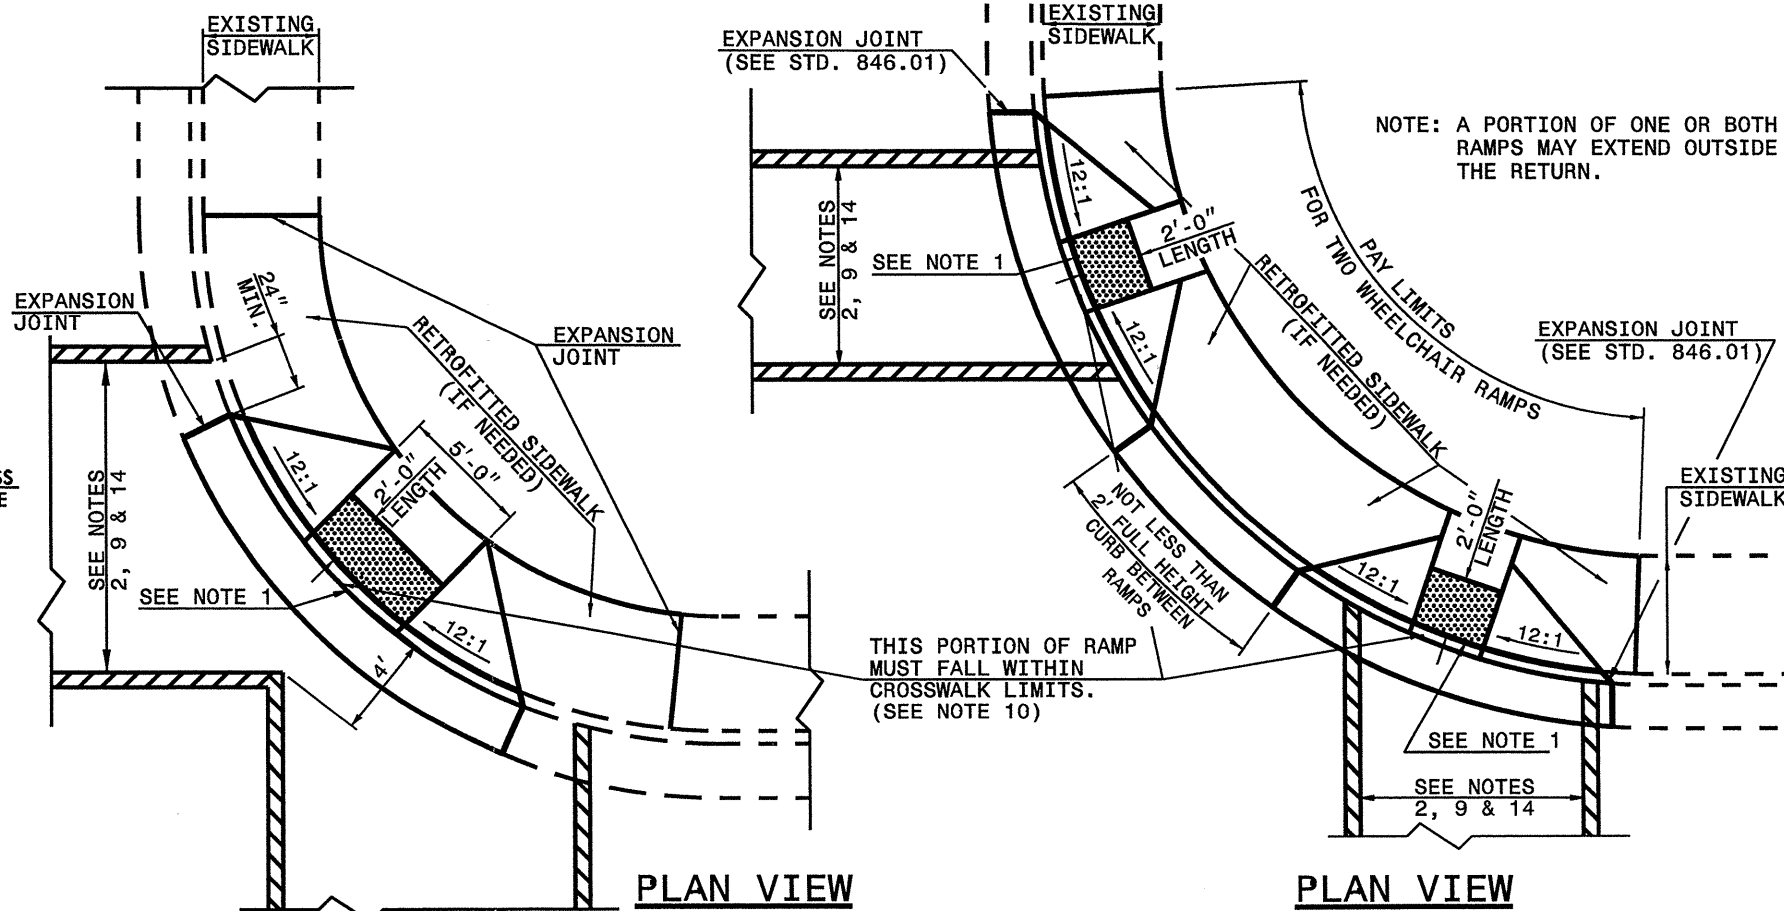 EXISTING
SIDEWALK
24"
MIN.
EXPANSION
JOINT
RETROFITTED SIDEWALK
(IF NEEDED)
EXPANSION
JOINT
SS
E
SEE NOTES
2, 9 & 14
12:1
2'-0"
LENGTH
5'-0"
SEE NOTE 1
12:1
4'
THIS PORTION OF RAMP
MUST FALL WITHIN
CROSSWALK LIMITS.
(SEE NOTE 10)
PLAN VIEW
EXISTING
SIDEWALK
EXPANSION JOINT
(SEE STD. 846.01)
NOTE: A PORTION OF ONE OR BOTH
RAMPS MAY EXTEND OUTSIDE
THE RETURN.
12:1
SEE NOTES
2, 9 & 14
2'-0"
LENGTH
SEE NOTE 1
12:1
RETROFITTED SIDEWALK
(IF NEEDED)
PAY LIMITS
FOR TWO WHEELCHAIR RAMPS
EXPANSION JOINT
(SEE STD. 846.01)
EXISTING
SIDEWALK
NOT LESS THAN
2' FULL HEIGHT
CURB BETWEEN
RAMPS
2'-0"
LENGTH
12:1
12:1
SEE NOTE 1
SEE NOTES
2, 9 & 14
PLAN VIEW